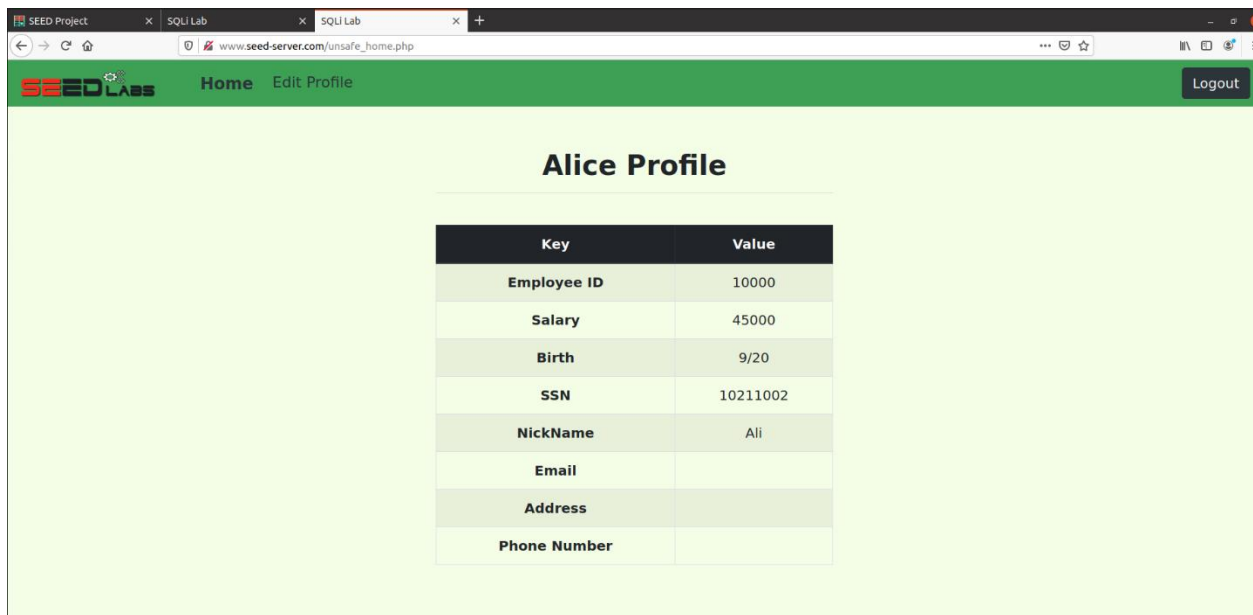 SEED Project SQLi Lab SQLi Lab
www.seed-server.com/unsafe_home.php
SEEDLABS Home Edit Profile Logout
Alice Profile
Key Value
Employee ID 10000
Salary 45000
Birth 9/20
SSN 10211002
NickName Ali
Email
Address
Phone Number